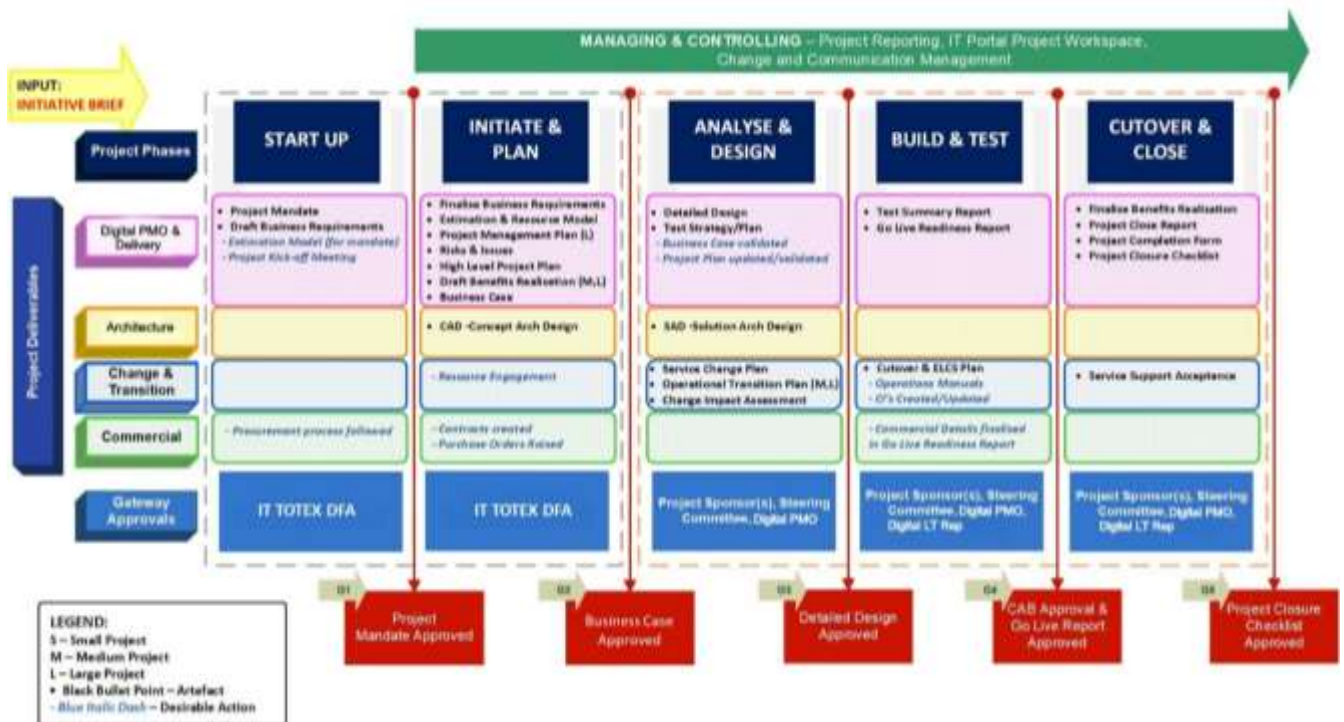 MANAGING & CONTROLLING – Project Reporting, IT Portal Project Workspace,
Change and Communication Management
INPUT:
INITIATIVE BRIEF
Project Phases
START UP
INITIATE &
PLAN
ANALYSE &
DESIGN
BUILD & TEST
CUTOVER &
CLOSE
Project Deliverables
Digital PMO &
Delivery
• Project Mandate
• Draft Business Requirements
- Estimation Model (for mandate)
- Project Kick-off Meeting
• Finalise Business Requirements
• Estimation & Resource Model
• Project Management Plan (L)
• Risks & Issues
• High Level Project Plan
• Draft Benefits Realisation (M,L)
• Business Case
• Detailed Design
• Test Strategy/Plan
- Business Case validated
- Project Plan updated/validated
• Test Summary Report
• Go Live Readiness Report
• Finalise Benefits Realisation
• Project Close Report
• Project Completion Form
• Project Closure Checklist
Architecture
• CAD -Concept Arch Design
• SAD -Solution Arch Design
Change &
Transition
- Resource Engagement
• Service Change Plan
• Operational Transition Plan (M,L)
• Change Impact Assessment
• Cutover & ELCS Plan
- Operations Manuals
- CI's Created/Updated
• Service Support Acceptance
Commercial
- Procurement process followed
- Contracts created
- Purchase Orders Raised
- Commercial Details finalised
in Go Live Readiness Report
Gateway
Approvals
IT TOTEX DFA
IT TOTEX DFA
Project Sponsor(s), Steering
Committee, Digital PMO
Project Sponsor(s), Steering
Committee, Digital PMO,
Digital LT Rep
Project Sponsor(s), Steering
Committee, Digital PMO,
Digital LT Rep
G1
Project
Mandate Approved
G2
Business Case
Approved
G3
Detailed Design
Approved
G4
CAB Approval &
Go Live Report
Approved
G5
Project Closure
Checklist
Approved
LEGEND:
S – Small Project
M – Medium Project
L – Large Project
• Black Bullet Point – Artefact
- Blue Italic Dash – Desirable Action